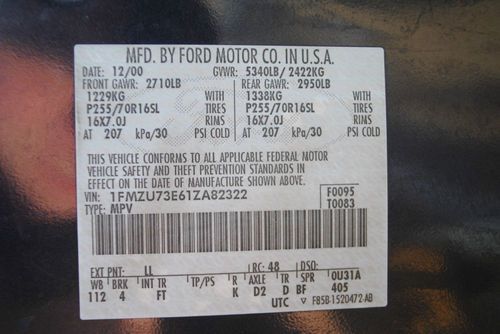 MFD. BY FORD MOTOR CO. IN U.S.A.
DATE: 12/00 GVWR: 5340LB/ 2422KG
FRONT GAWR: 2710LB REAR GAWR: 2950LB
1229KG WITH 1338KG WITH
P255/70R16SL TIRES P255/70R16SL TIRES
16X7.0J RIMS 16X7.0J RIMS
AT 207 kPa/30 PSI COLD AT 207 kPa/30 PSI COLD
THIS VEHICLE CONFORMS TO ALL APPLICABLE FEDERAL MOTOR
VEHICLE SAFETY AND THEFT PREVENTION STANDARDS IN
EFFECT ON THE DATE OF MANUFACTURE SHOWN ABOVE.
VIN: 1FMZU73E61ZA82322 F0095
TYPE: MPV T0083
EXT PNT: LL RC: 48 DSO:
WB BRK INT TR TP/PS R AXLE TR SPR 0U31A
112 4 FT K D2 D BF 405
UTC ▽ F85B-1520472-AB